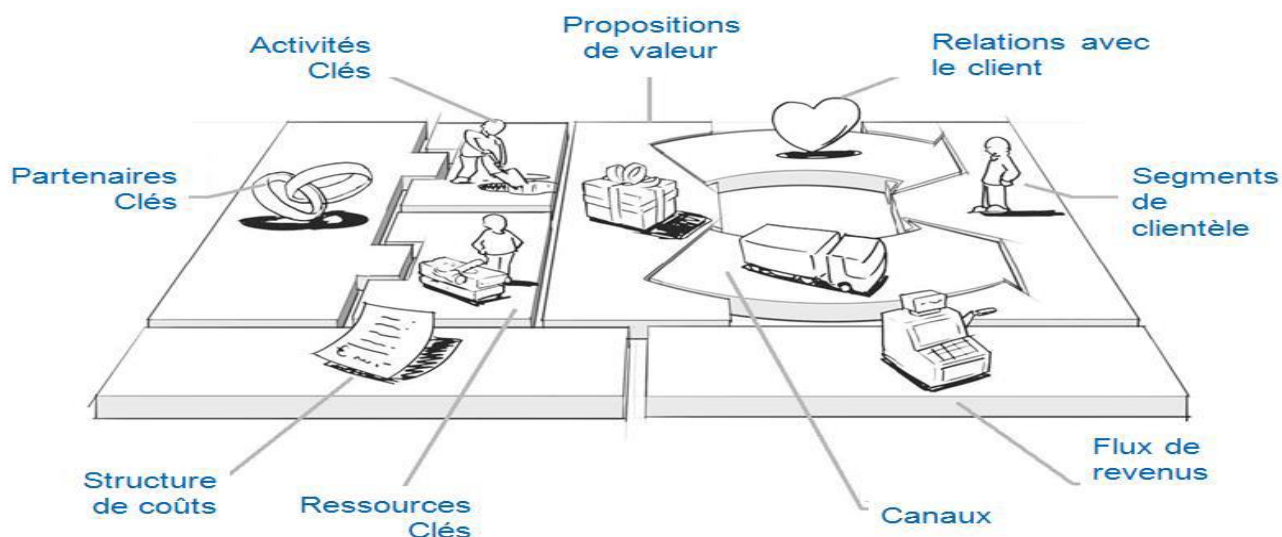 Activités
Clés
Propositions
de valeur
Relations avec
le client
Partenaires
Clés
Segments
de
clientèle
Structure
de coûts
Ressources
Clés
Canaux
Flux de
revenus